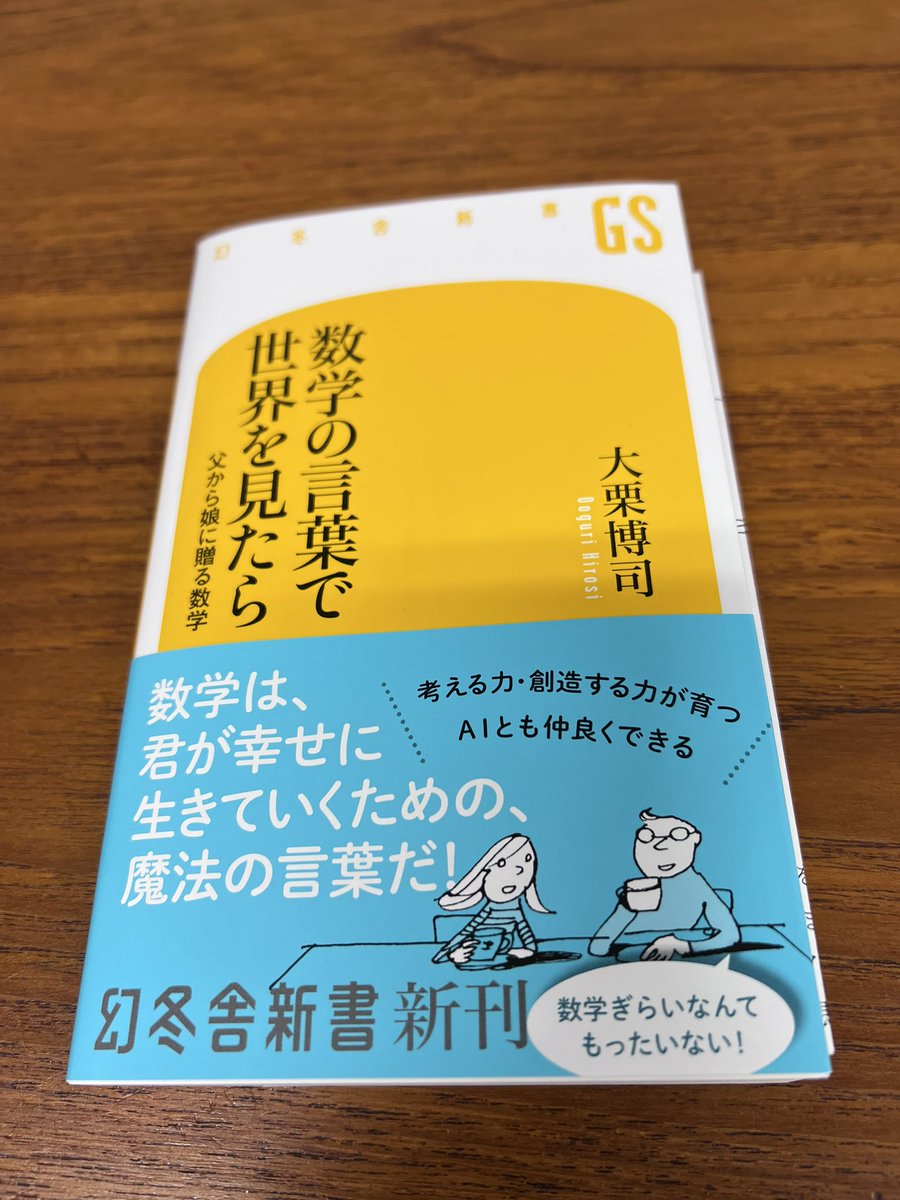 幻冬舎新書
GS
数学の言葉で
世界を見たら
父から娘に贈る数学
大栗博司
Ooguri Hirosi
数学は、
君が幸せに
生きていくための、
魔法の言葉だ!
考える力・創造する力が育つ
AIとも仲良くできる
幻冬舎新書 新刊
数学ぎらいなんて
もったいない!